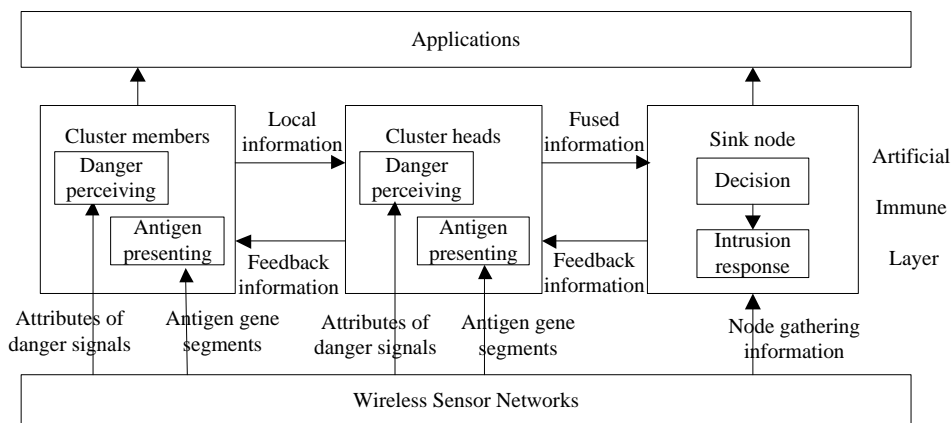 Applications
Cluster members
Danger
perceiving
Antigen
presenting
Local
information
Feedback
information
Cluster heads
Danger
perceiving
Antigen
presenting
Fused
information
Feedback
information
Sink node
Decision
Intrusion
response
Artificial
Immune
Layer
Attributes of
danger signals
Antigen gene
segments
Attributes of
danger signals
Antigen gene
segments
Node gathering
information
Wireless Sensor Networks